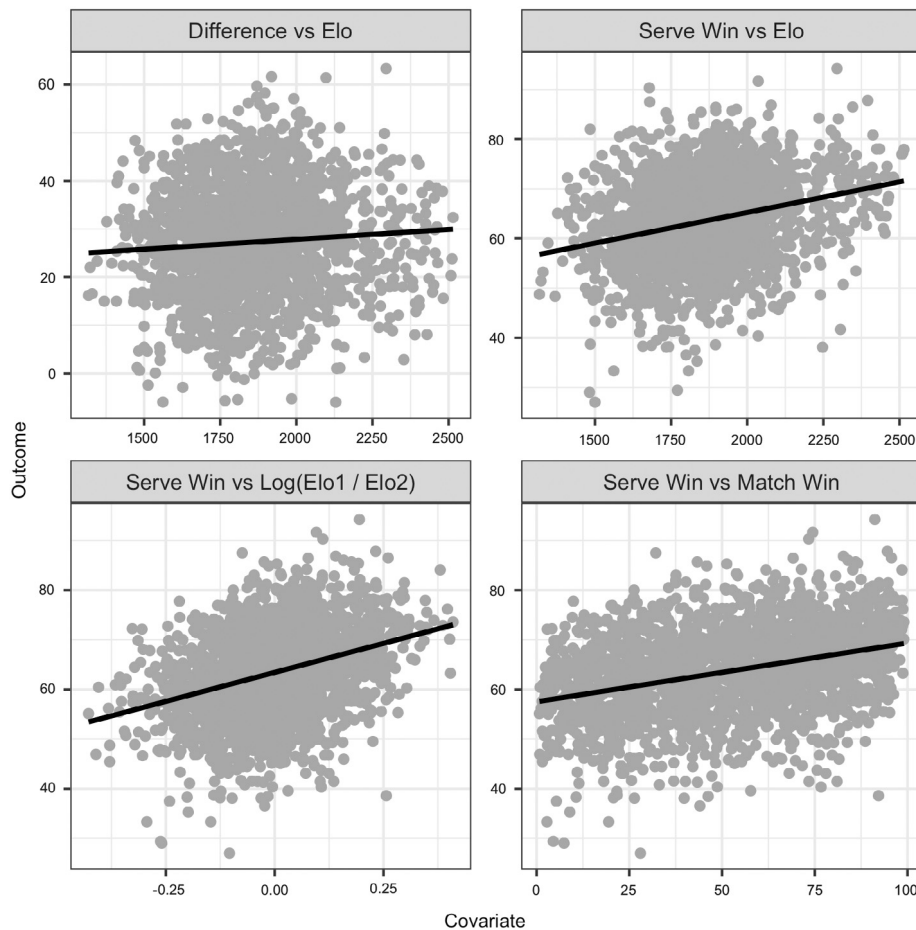 Difference vs Elo
Serve Win vs Elo
60
40
20
0
80
60
40
1500 1750 2000 2250 2500
1500 1750 2000 2250 2500
Outcome
Serve Win vs Log(Elo1 / Elo2)
Serve Win vs Match Win
80
60
40
80
60
40
-0.25 0.00 0.25
0 25 50 75 100
Covariate